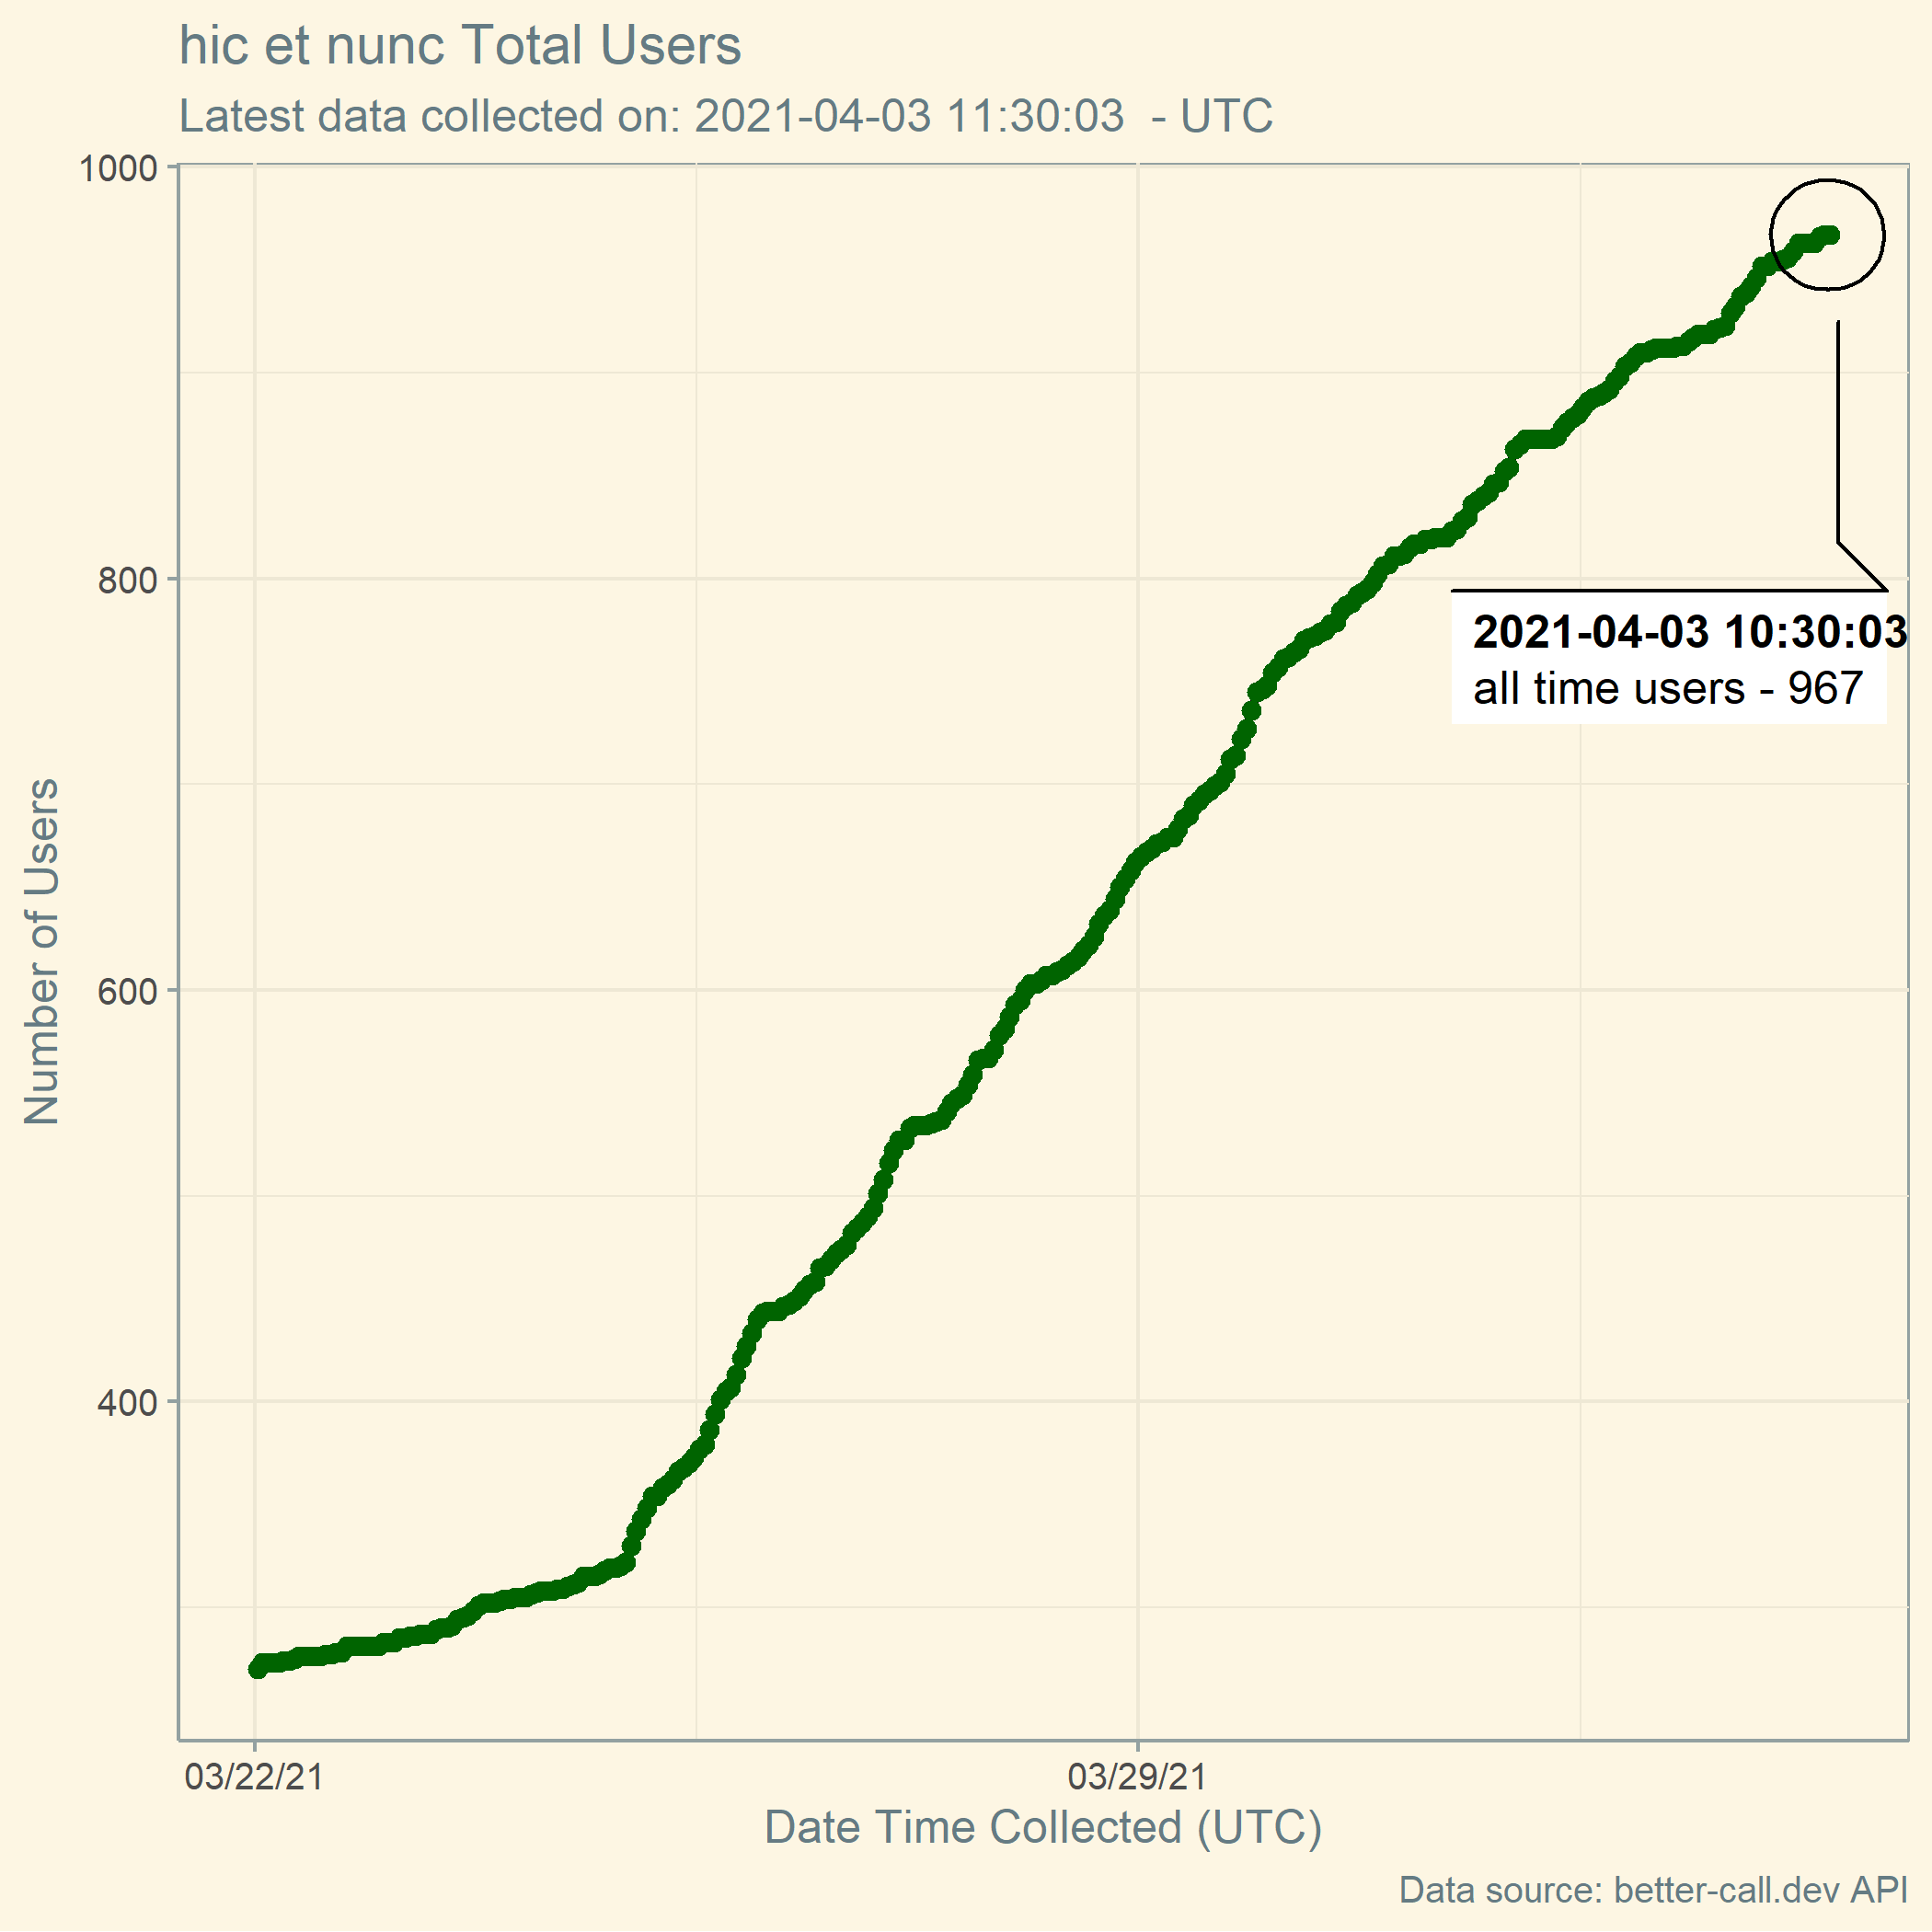 hic et nunc Total Users
Latest data collected on: 2021-04-03 11:30:03  - UTC
1000
800
600
400
Number of Users
2021-04-03 10:30:03
all time users - 967
03/22/21
03/29/21
Date Time Collected (UTC)
Data source: better-call.dev API